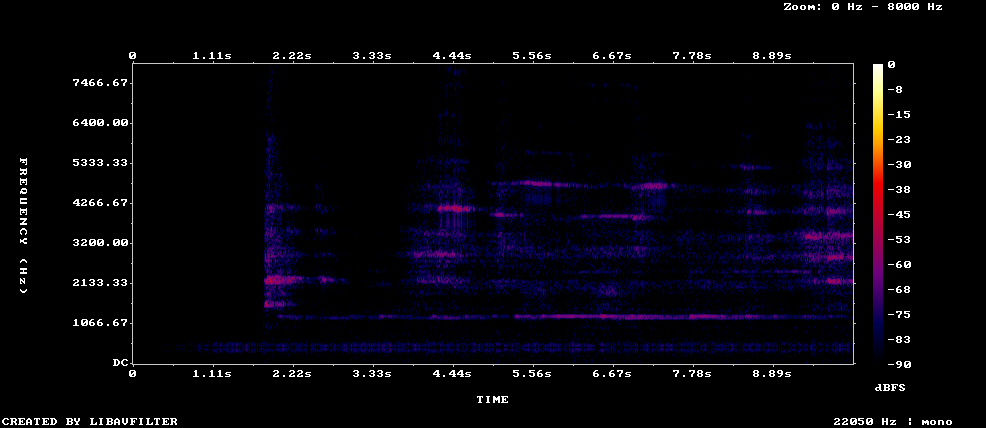 Zoom: 0 Hz - 8000 Hz
0 1.11s 2.22s 3.33s 4.44s 5.56s 6.67s 7.78s 8.89s
7466.67
6400.00
5333.33
4266.67
3200.00
2133.33
1066.67
DC
FREQUENCY (Hz)
0
-8
-15
-23
-30
-38
-45
-53
-60
-68
-75
-83
-90
dBFS
0 1.11s 2.22s 3.33s 4.44s 5.56s 6.67s 7.78s 8.89s
TIME
CREATED BY LIBAVFILTER
22050 Hz | mono